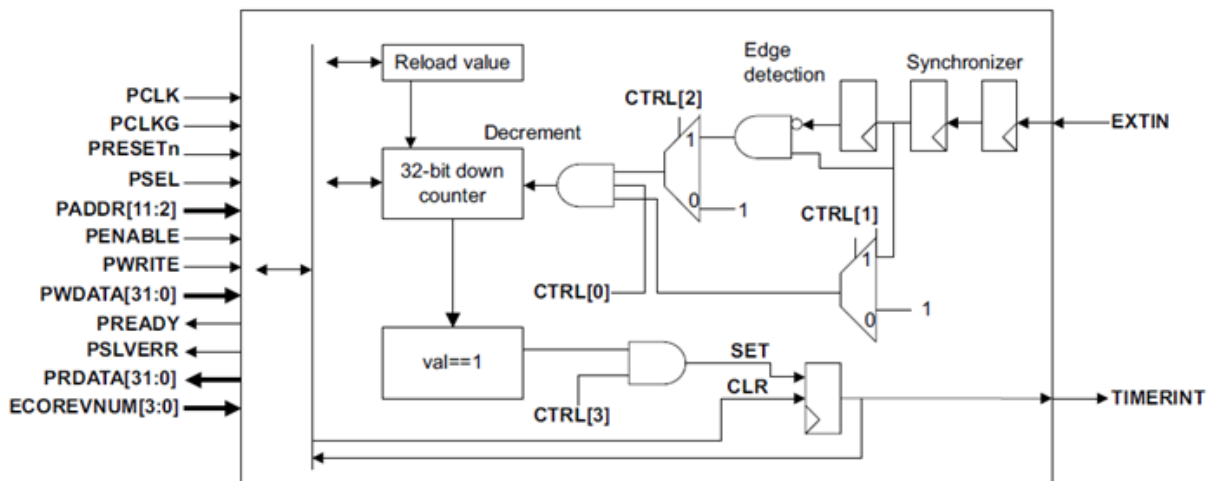 PCLK
PCLKG
PRESETn
PSEL
PADDR[11:2]
PENABLE
PWRITE
PWDATA[31:0]
PREADY
PSLVERR
PRDATA[31:0]
ECOREVNUM[3:0]
Reload value
Decrement
32-bit down
counter
val==1
CTRL[2]
1
0
1
Edge
detection
Synchronizer
EXTIN
CTRL[1]
1
0
1
CTRL[0]
CTRL[3]
SET
CLR
TIMERINT